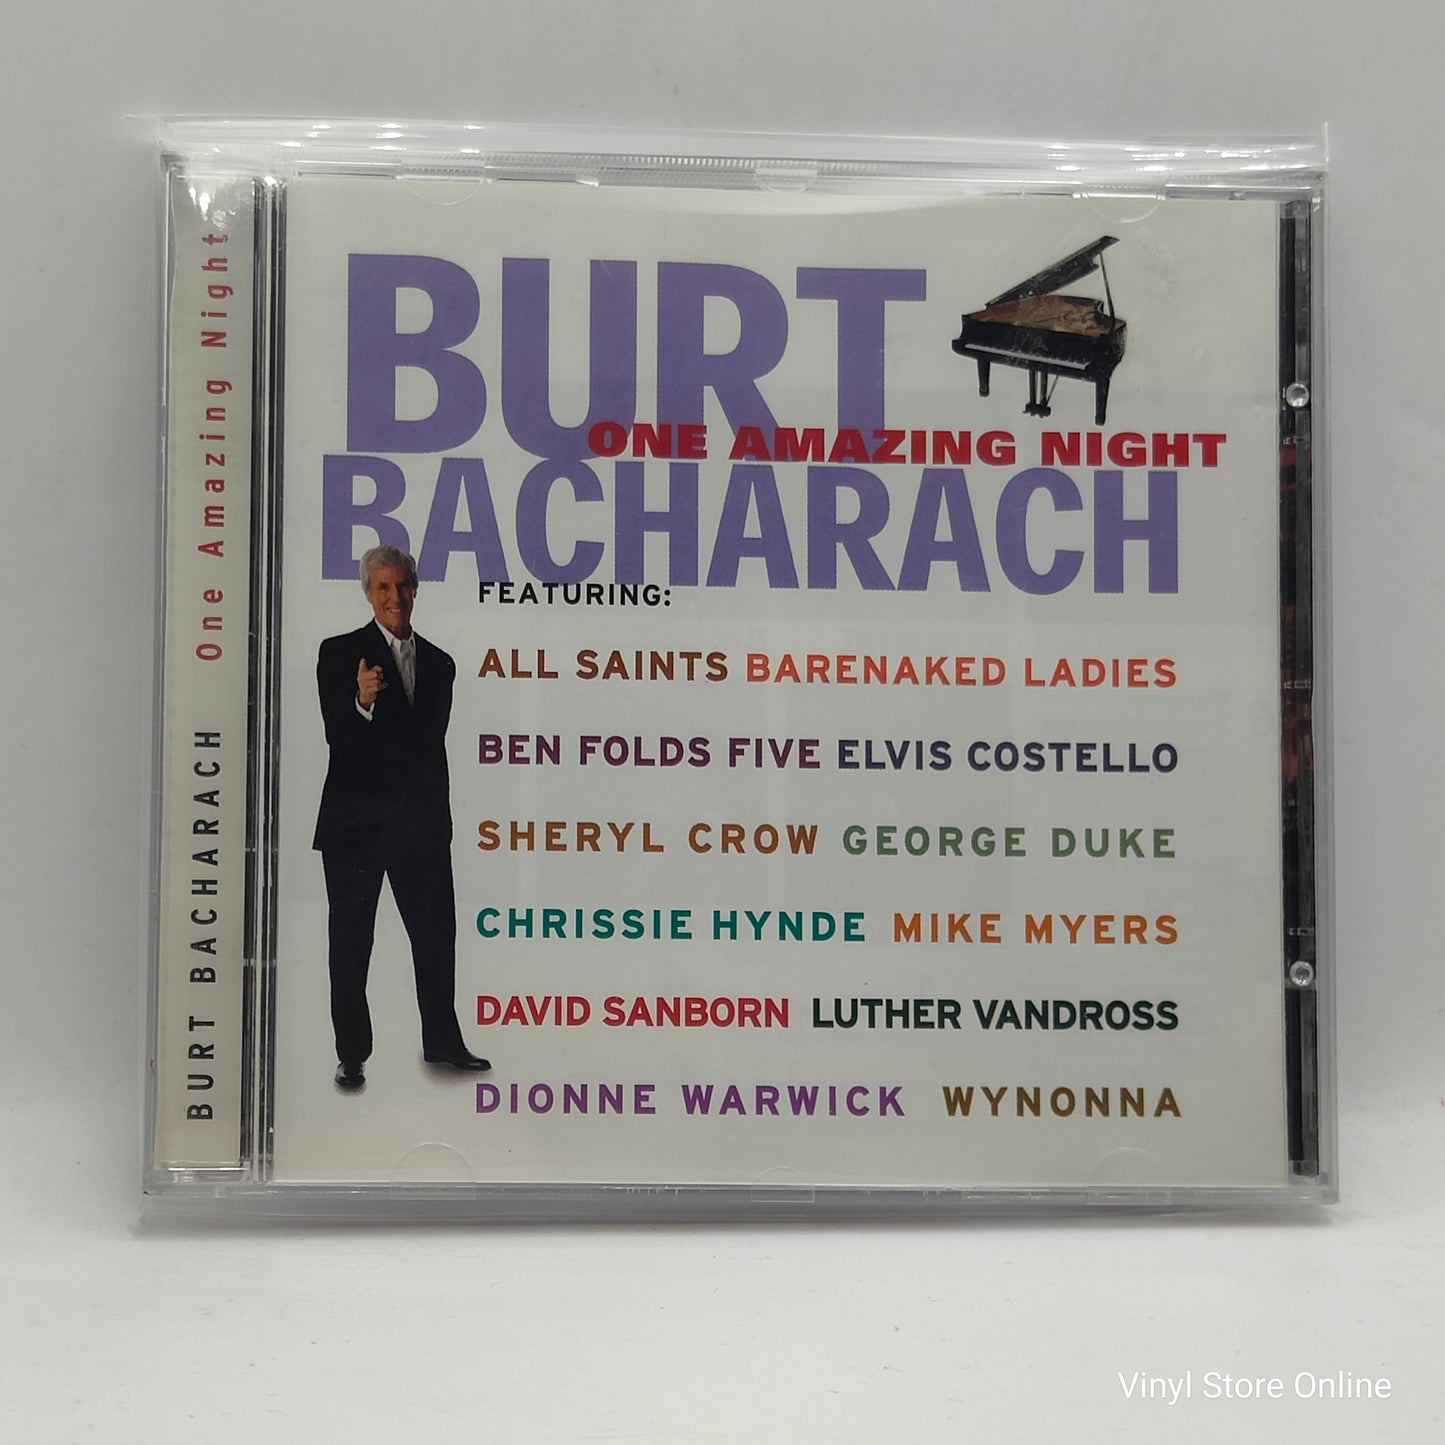 BURT BACHARACH One Amazing Night
BURT
ONE AMAZING NIGHT
BACHARACH
FEATURING:
ALL SAINTS BARENAKED LADIES
BEN FOLDS FIVE ELVIS COSTELLO
SHERYL CROW GEORGE DUKE
CHRISSIE HYNDE MIKE MYERS
DAVID SANBORN LUTHER VANDROSS
DIONNE WARWICK WYNONNA
Vinyl Store Online